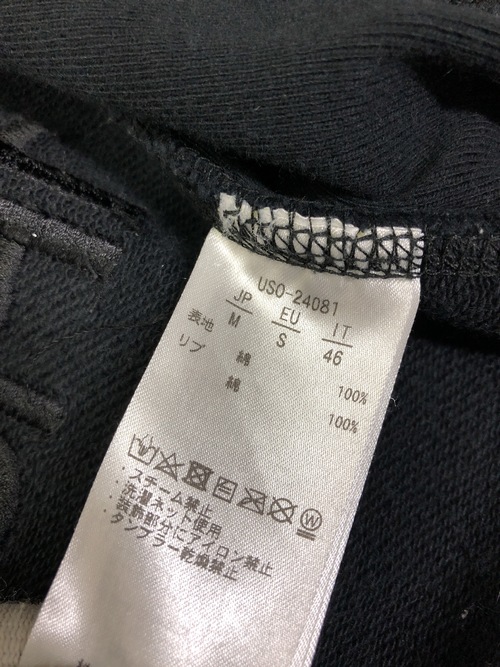 USO-24081
JP EU IT
M S 46
表地 綿 100%
リブ 綿 100%
W
・スチーム禁止
・洗濯ネット使用
・装飾部分にアイロン禁止
・タンブラー乾燥禁止